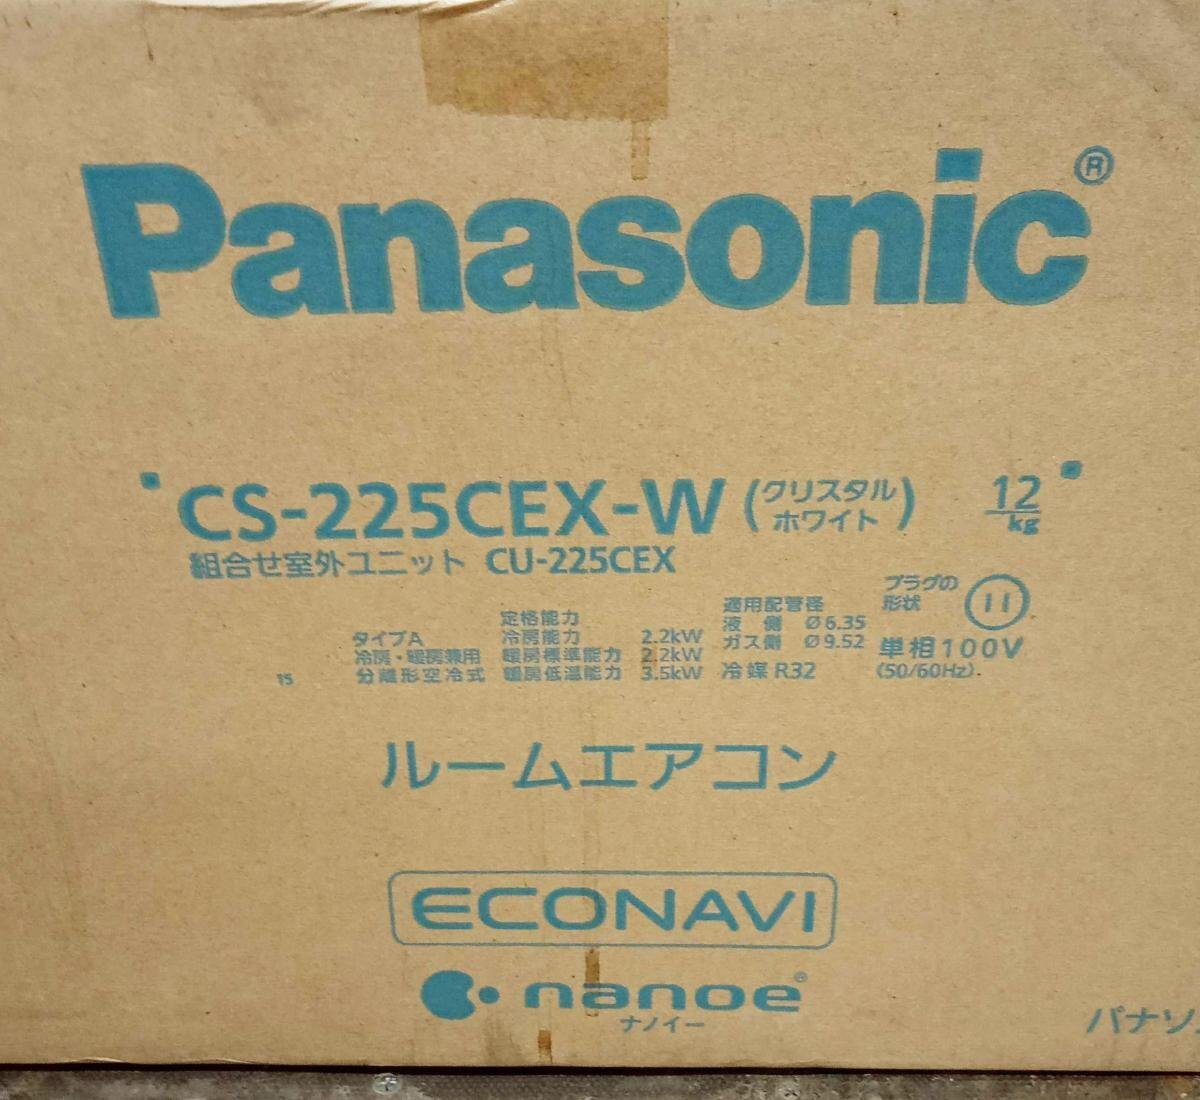 Panasonic®
CS-225CEX-W (クリスタルホワイト) 12kg
組合せ室外ユニット CU-225CEX
15
タイプA
冷房・暖房兼用
分離形空冷式
定格能力
冷房能力 2.2kW
暖房標準能力 2.2kW
暖房低温能力 3.5kW
適用配管径
液側 Ø6.35
ガス側 Ø9.52
冷媒 R32
プラグの
形状
単相100V
(50/60Hz)
ルームエアコン
ECONAVI
nanoe®
ナノイー
パナソ